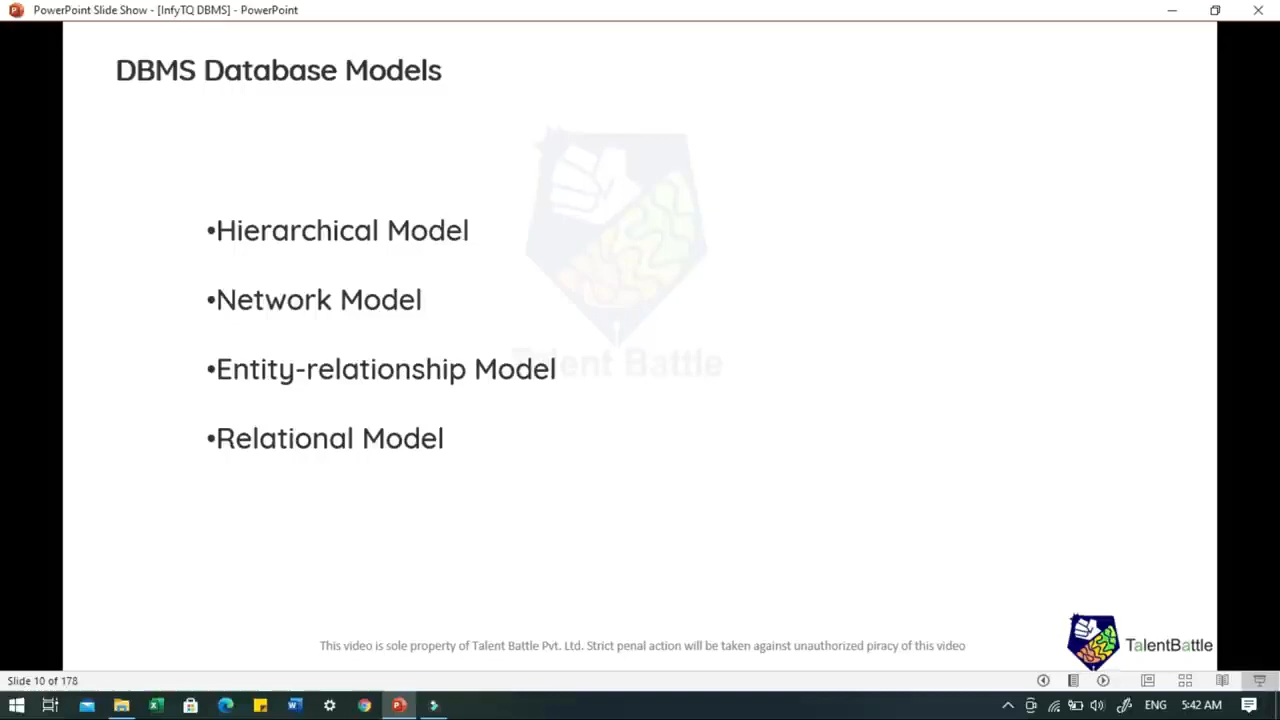 PowerPoint Slide Show - [InfyTQ DBMS] - PowerPoint
DBMS Database Models
•Hierarchical Model
•Network Model
•Entity-relationship Model
•Relational Model
Talent Battle
This video is sole property of Talent Battle Pvt. Ltd. Strict penal action will be taken against unauthorized piracy of this video
TalentBattle
Slide 10 of 178
ENG
5:42 AM